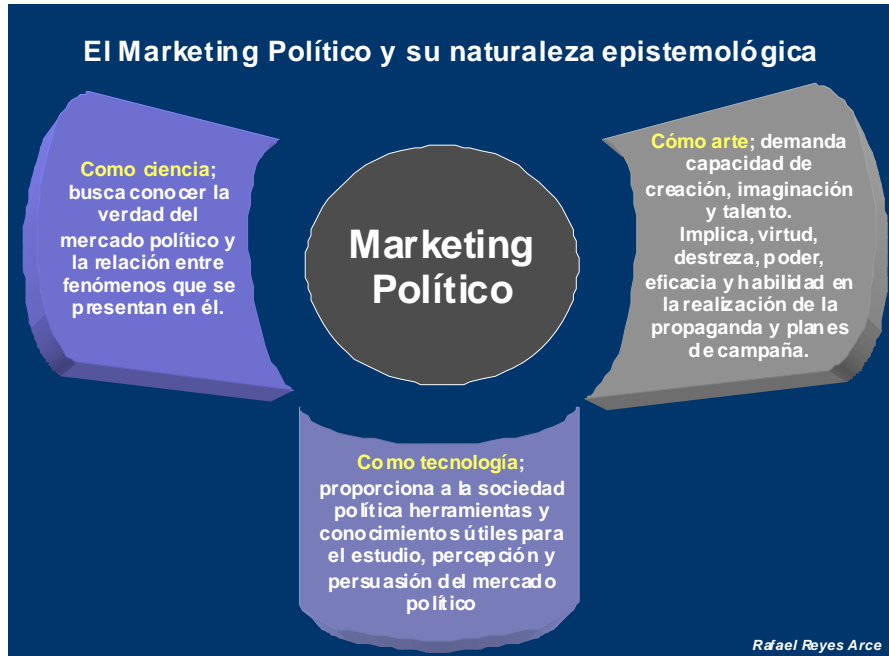 El Marketing Político y su naturaleza epistemológica
Como ciencia;
busca conocer la
verdad del
mercado político y
la relación entre
fenómenos que se
presentan en él.
Marketing
Político
Cómo arte; demanda
capacidad de
creación, imaginación
y talento.
Implica, virtud,
destreza, poder,
eficacia y habilidad en
la realización de la
propaganda y planes
de campaña.
Como tecnología;
proporciona a la sociedad
política herramientas y
conocimientos útiles para
el estudio, percepción y
persuasión del mercado
político
Rafael Reyes Arce